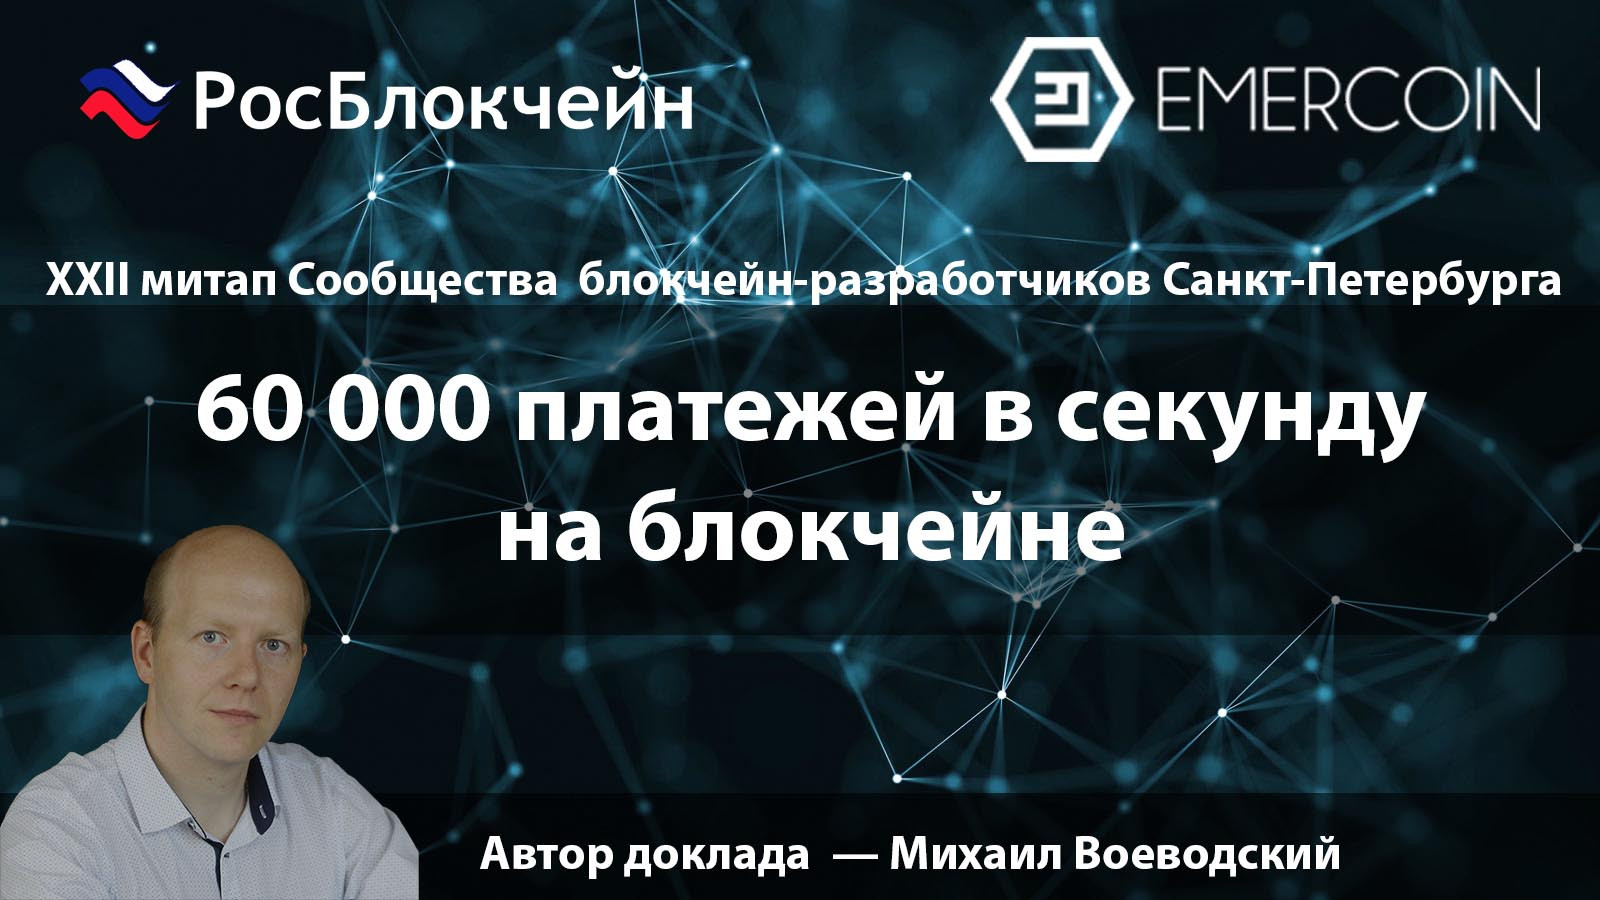 РосБлокчейн
EMERCOIN
XXII митап Сообщества блокчейн-разработчиков Санкт-Петербурга
60 000 платежей в секунду
на блокчейне
Автор доклада — Михаил Воеводский